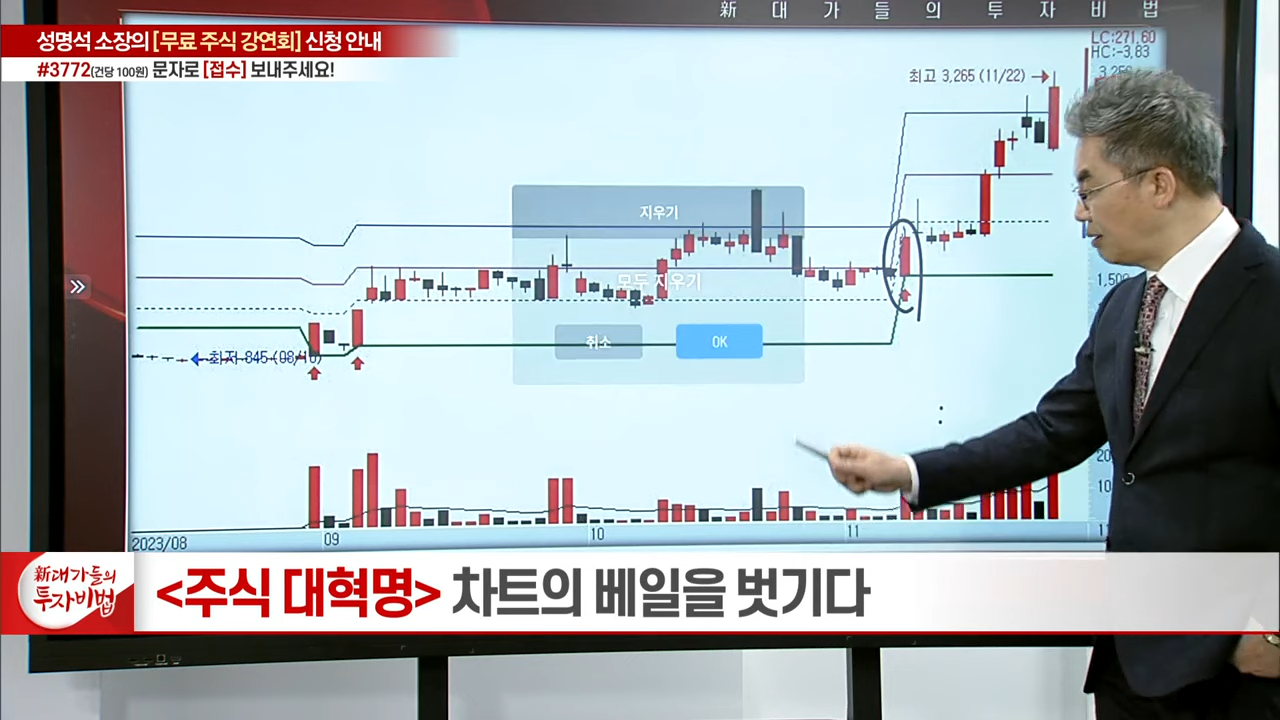 新 대 가 들 의 투 자 비 법
성명석 소장의 [무료 주식 강연회] 신청 안내
#3772(건당 100원) 문자로 [접수] 보내주세요!
LC:271,60
HC:-3,83
최고 3,265 (11/22)
지우기
모두 지우기
취소
OK
1,500
최저 845 (08/16)
2023/08
09
10
11
新대가들의
투자비법
<주식 대혁명> 차트의 베일을 벗기다